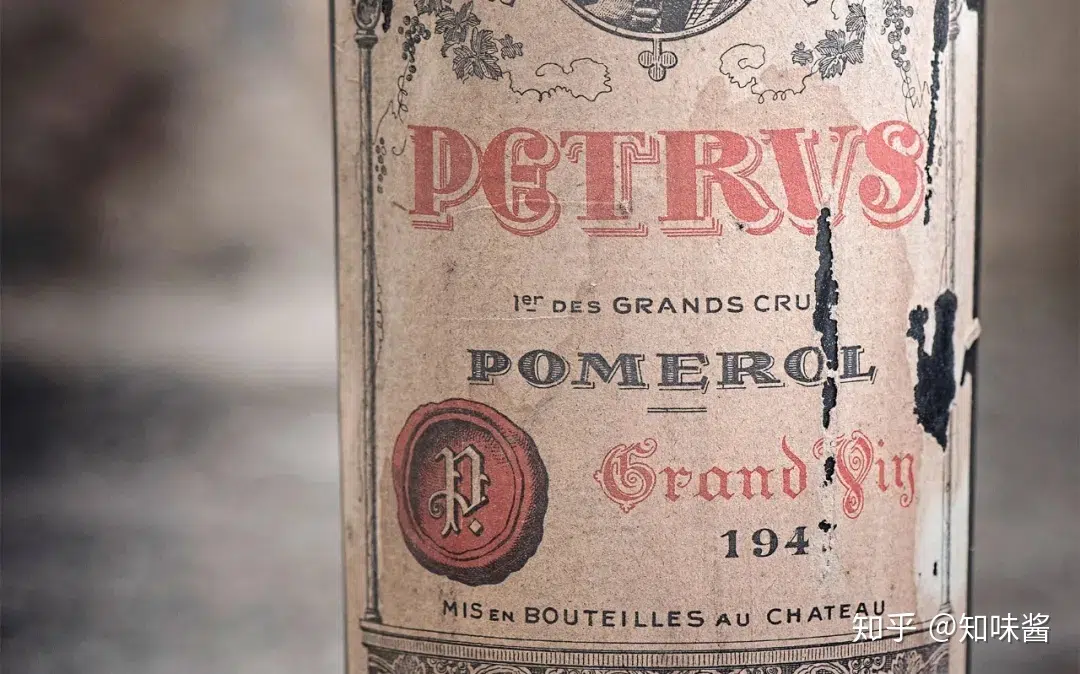 PETRVS
1er DES GRANDS CRU
POMEROL
Grand Vin
P.
194
MIS EN BOUTEILLES AU CHATEAU
知乎 @知味酱